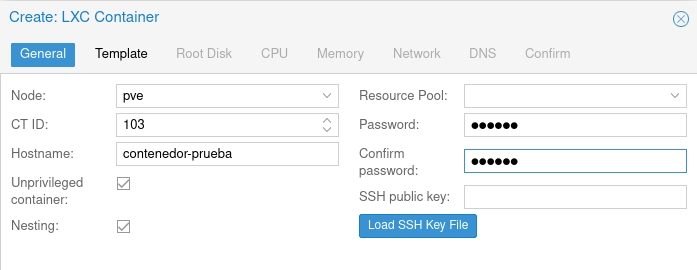 Create: LXC Container
General Template Root Disk CPU Memory Network DNS Confirm
Node: pve
CT ID: 103
Hostname: contenedor-prueba
Unprivileged
container:
Nesting:
Resource Pool:
Password: ●●●●●●
Confirm
password: ●●●●●●
SSH public key:
Load SSH Key File